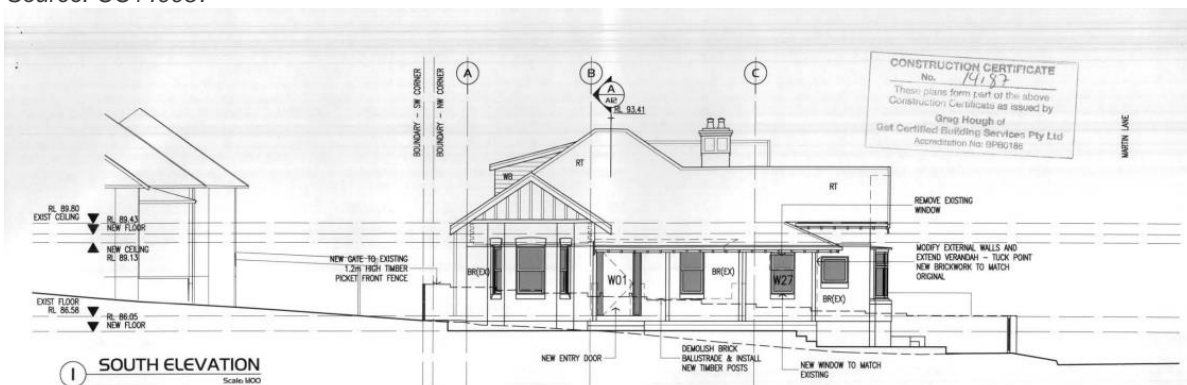 CONSTRUCTION CERTIFICATE
No. 14187
These plans form part of the above
Construction Certificate as issued by
Greg Hough of
Get Certified Building Services Pty Ltd
Accreditation No: BPB0186
BOUNDARY - SW CORNER
BOUNDARY - NW CORNER
A
B
C
A
A12
RL 93.41
MARTIN LANE
RT
WB
RT
RL 89.80
EXIST CEILING
RL 89.43
NEW FLOOR
NEW CEILING
RL 89.13
REMOVE EXISTING
WINDOW
NEW GATE TO EXISTING
1.2m HIGH TIMBER
PICKET FRONT FENCE
BR(EX)
W01
BR(EX)
W27
BR(EX)
MODIFY EXTERNAL WALLS AND
EXTEND VERANDAH - TUCK POINT
NEW BRICKWORK TO MATCH
ORIGINAL
EXIST FLOOR
RL 86.58
RL 86.05
NEW FLOOR
NEW ENTRY DOOR
DEMOLISH BRICK
BALUSTRADE & INSTALL
NEW TIMBER POSTS
NEW WINDOW TO MATCH
EXISTING
1 SOUTH ELEVATION
Scale 1:100